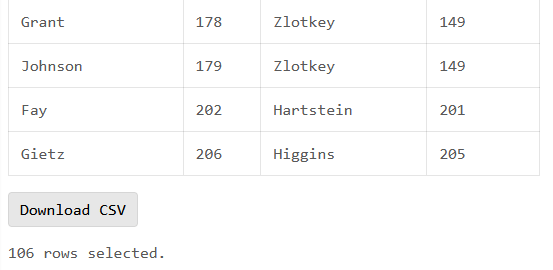 Grant 178 Zlotkey 149
Johnson 179 Zlotkey 149
Fay 202 Hartstein 201
Gietz 206 Higgins 205
Download CSV
106 rows selected.